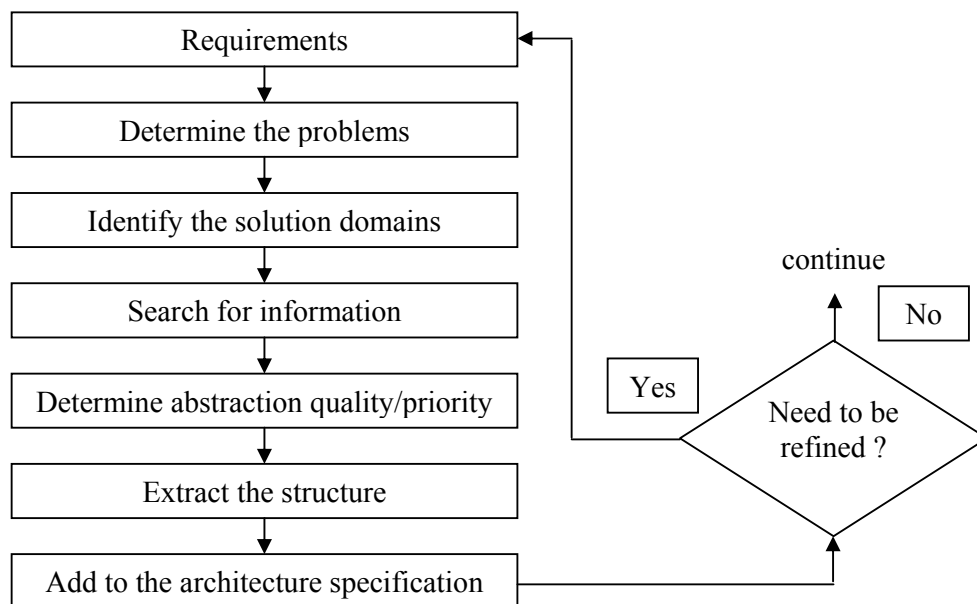 Requirements
Determine the problems
Identify the solution domains
Search for information
Determine abstraction quality/priority
Extract the structure
Add to the architecture specification
continue
No
Yes
Need to be
refined ?